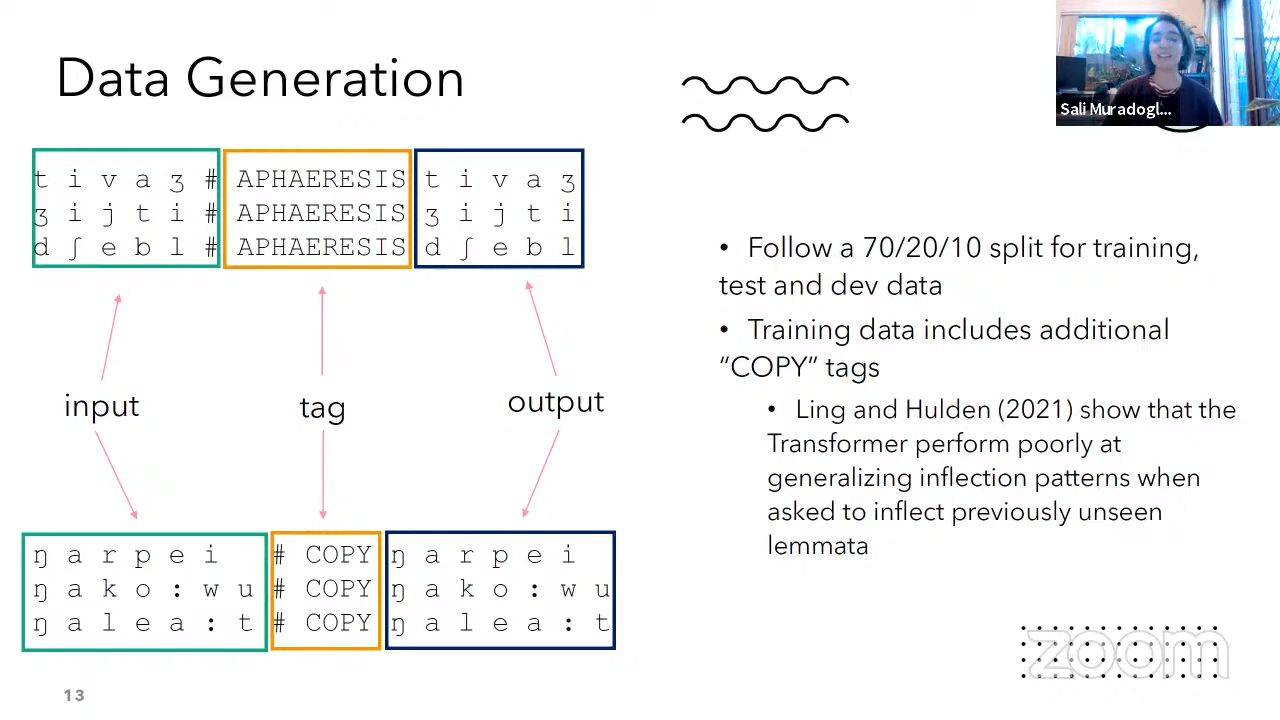 Data Generation
Sali Muradogl...
t i v a ʒ # APHAERESIS t i v a ʒ
ʒ i j t i # APHAERESIS ʒ i j t i
d ʃ e b l # APHAERESIS d ʃ e b l
input
tag
output
ŋ a r p e i # COPY ŋ a r p e i
ŋ a k o : w u # COPY ŋ a k o : w u
ŋ a l e a : t # COPY ŋ a l e a : t
• Follow a 70/20/10 split for training,
test and dev data
• Training data includes additional
“COPY” tags
• Ling and Hulden (2021) show that the
Transformer perform poorly at
generalizing inflection patterns when
asked to inflect previously unseen
lemmata
zoom
13